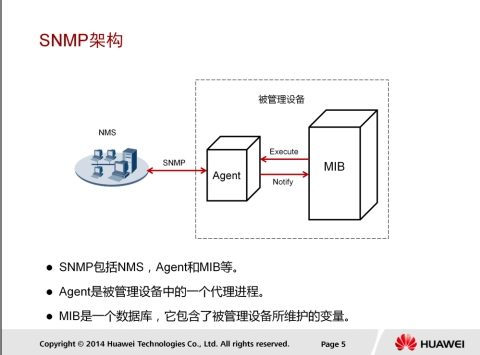 SNMP架构
被管理设备
NMS
SNMP
Agent
Execute
Notify
MIB
● SNMP包括NMS，Agent和MIB等。
● Agent是被管理设备中的一个代理进程。
● MIB是一个数据库，它包含了被管理设备所维护的变量。
Copyright © 2014 Huawei Technologies Co., Ltd. All rights reserved. Page 5 HUAWEI